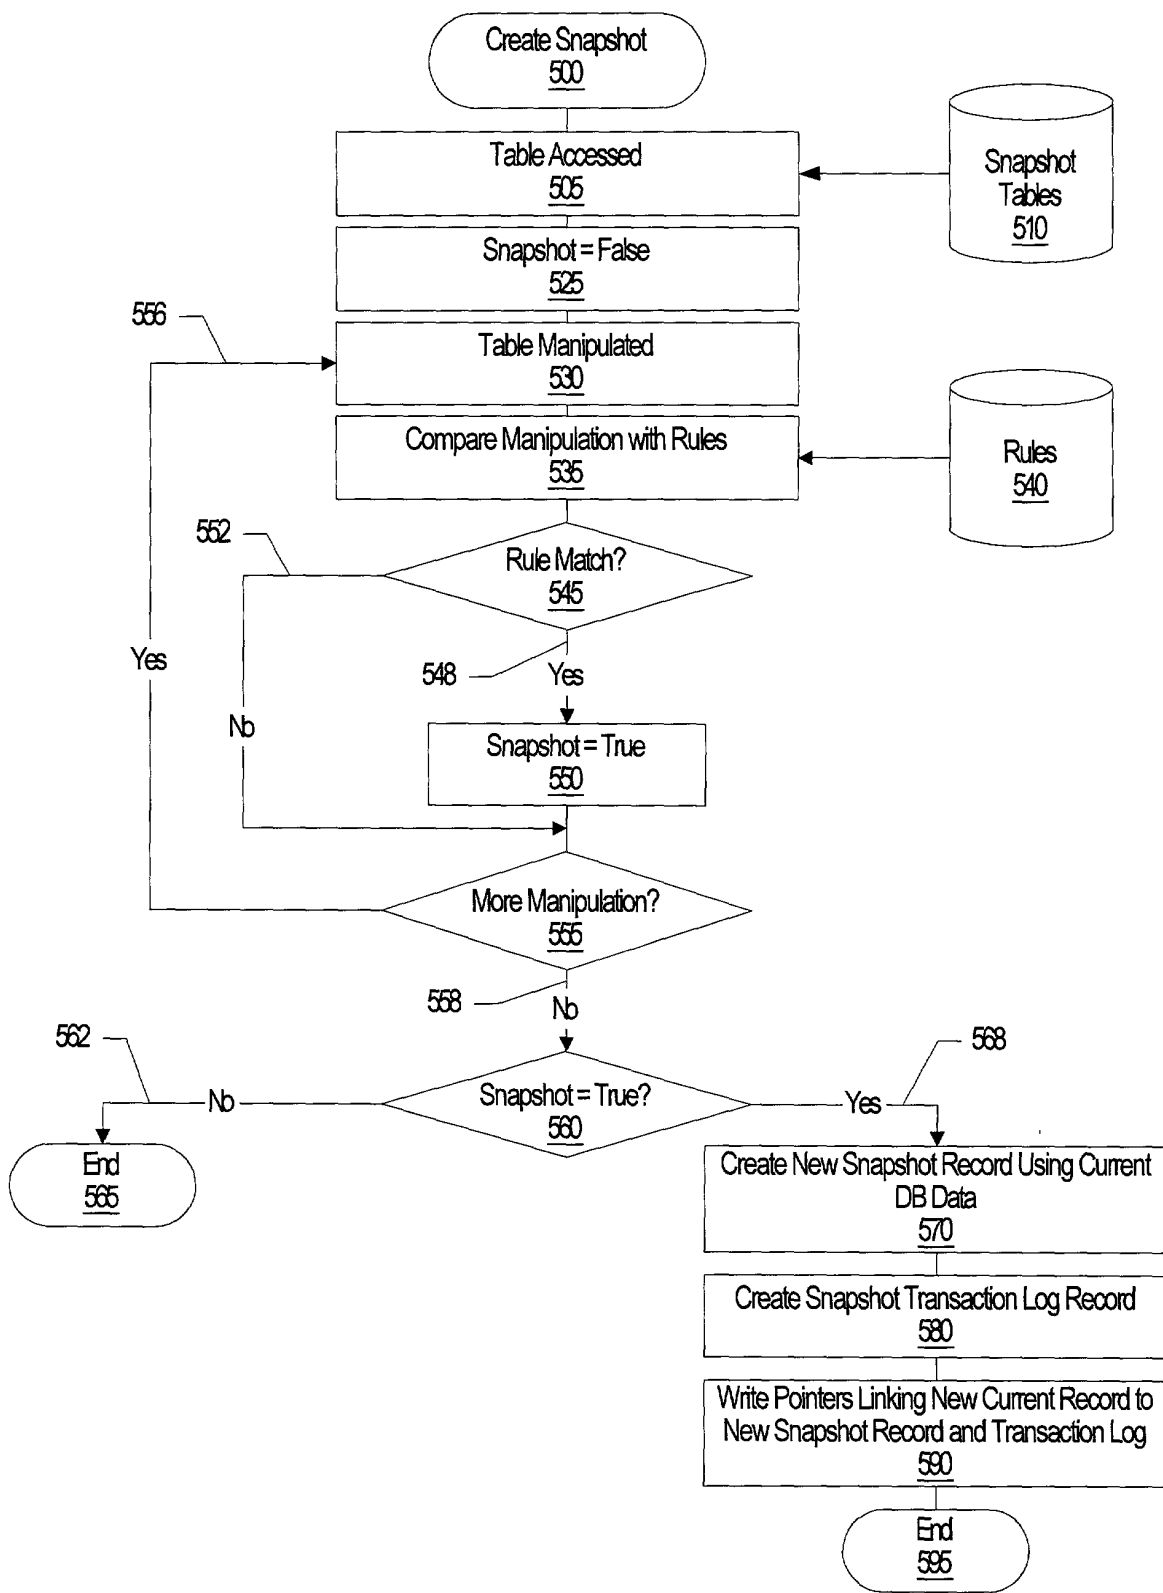 Create Snapshot
500
Table Accessed
505
Snapshot
Tables
510
Snapshot = False
525
556
Table Manipulated
530
Compare Manipulation with Rules
535
Rules
540
552
Rule Match?
545
548
Yes
Yes
No
Snapshot = True
550
More Manipulation?
555
558
No
562
568
Snapshot = True?
560
No
Yes
End
565
Create New Snapshot Record Using Current
DB Data
570
Create Snapshot Transaction Log Record
580
Write Pointers Linking New Current Record to
New Snapshot Record and Transaction Log
590
End
595